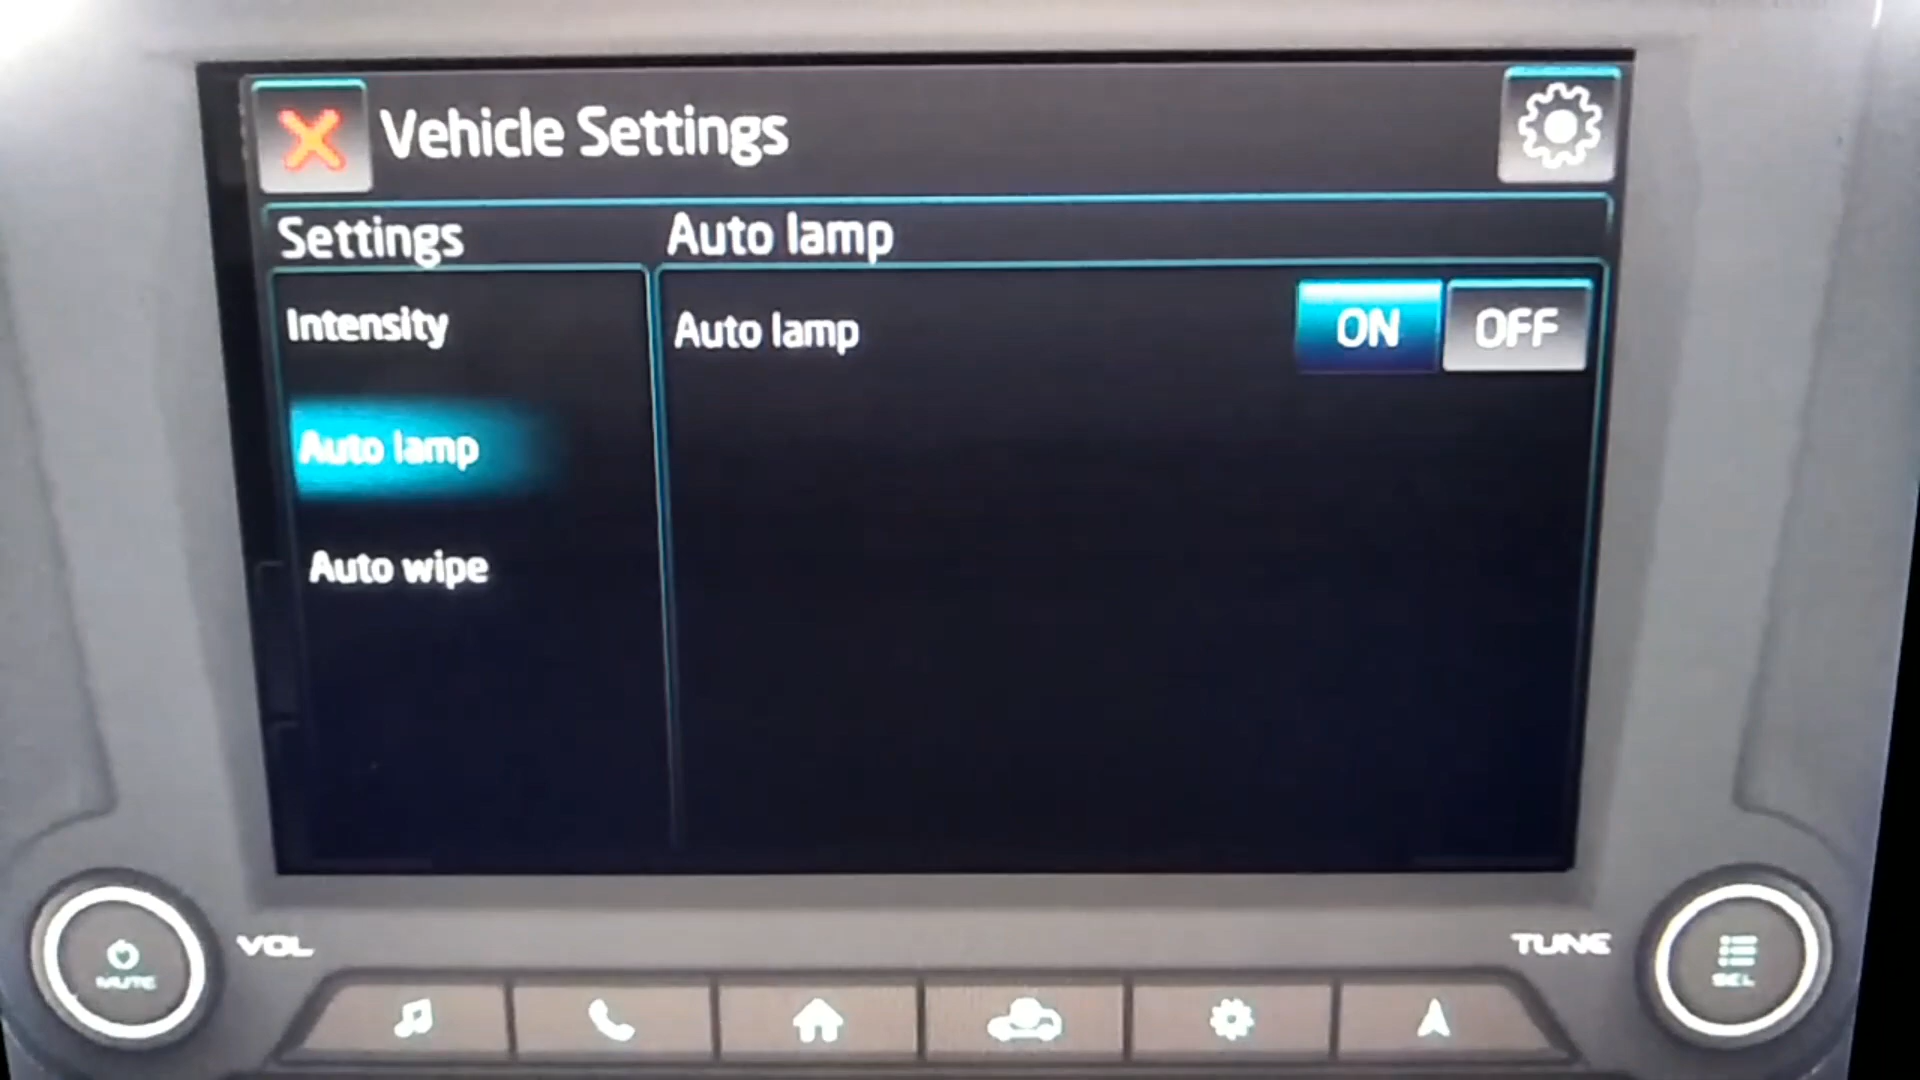 Vehicle Settings
Settings
Auto lamp
Intensity
Auto lamp
ON
OFF
Auto lamp
Auto wipe
VOL
TUNE
MUTE
SEL